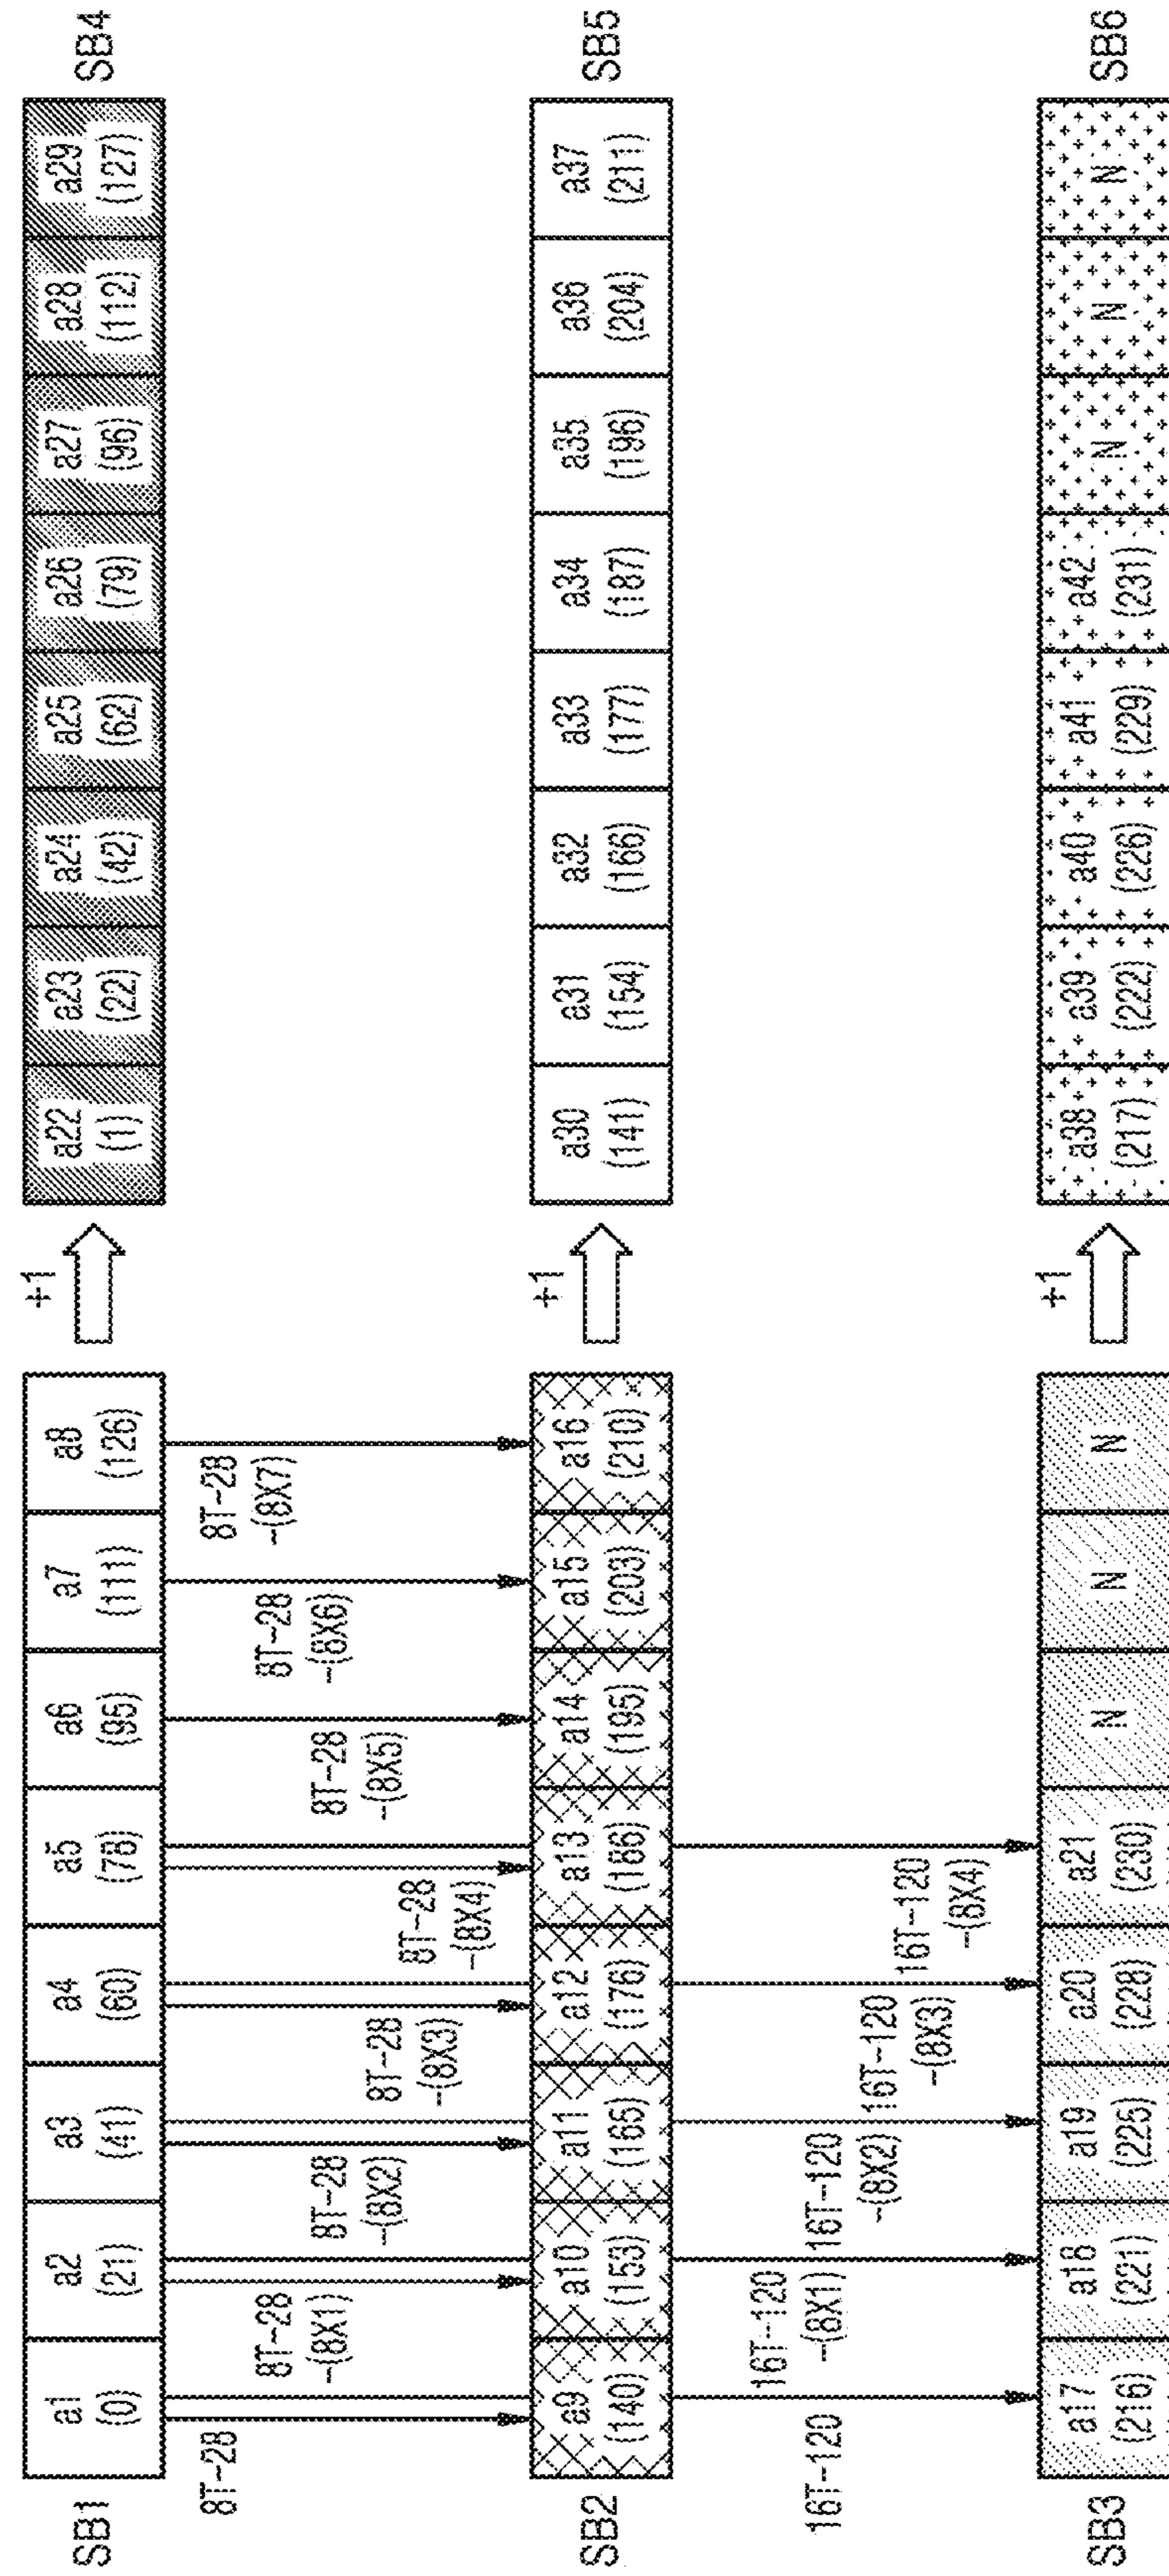 SB1
a1 a2 a3 a4 a5 a6 a7 a8
(0) (21) (41) (60) (78) (95) (111) (126)
+1
a22 a23 a24 a25 a26 a27 a28 a29
(1) (22) (42) (62) (79) (96) (112) (127)
SB4
8T-28
8T-28
-(8X1)
8T-28
-(8X2)
8T-28
-(8X3)
8T-28
-(8X4)
8T-28
-(8X5)
8T-28
-(8X6)
8T-28
-(8X7)
SB2
a9 a10 a11 a12 a13 a14 a15 a16
(140) (153) (165) (176) (186) (195) (203) (210)
+1
a30 a31 a32 a33 a34 a35 a36 a37
(141) (154) (166) (177) (187) (196) (204) (211)
SB5
16T-120
16T-120
-(8X1)
16T-120
-(8X2)
16T-120
-(8X3)
16T-120
-(8X4)
SB3
a17 a18 a19 a20 a21 N N N
(216) (221) (225) (228) (230)
+1
a38 a39 a40 a41 a42 N N N
(217) (222) (226) (229) (231)
SB6